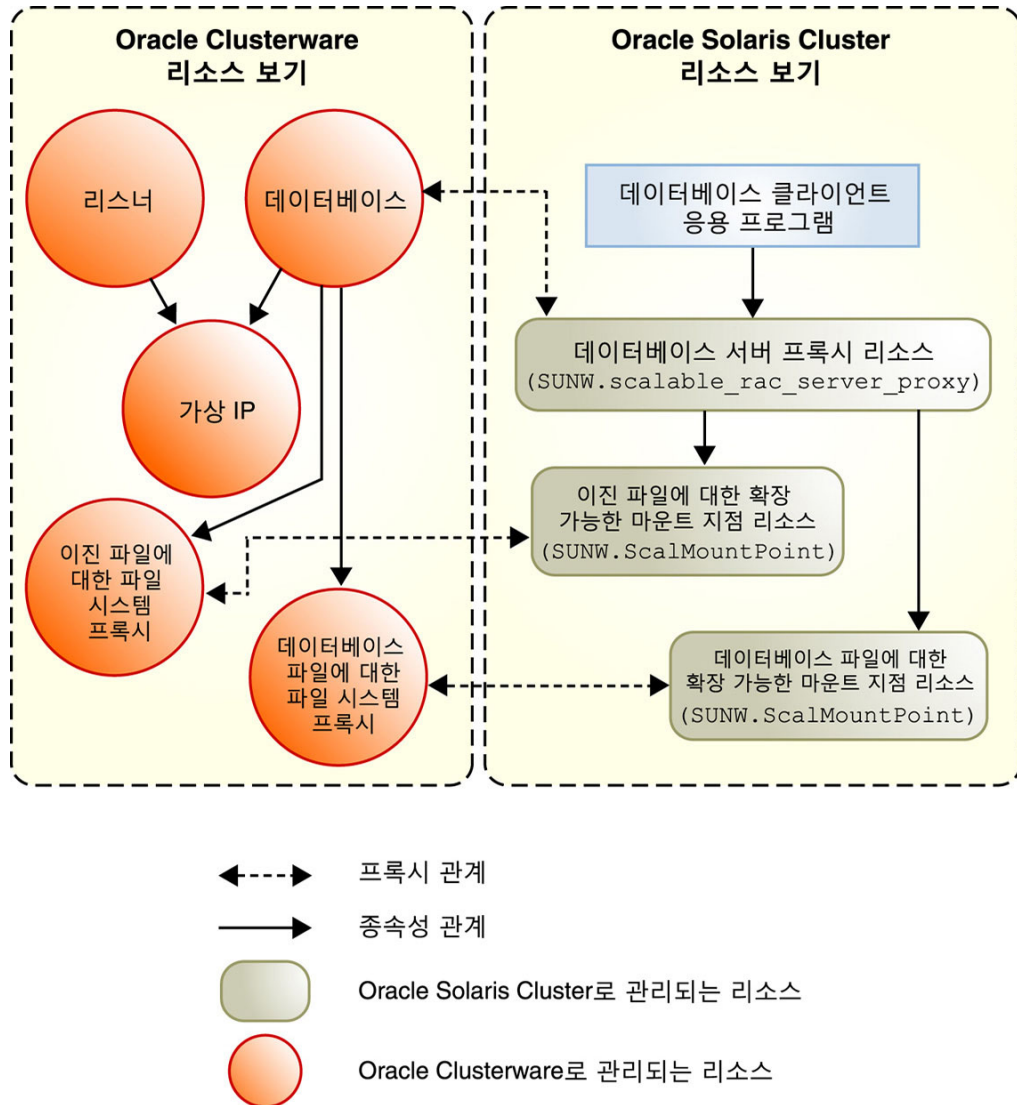 Oracle Clusterware
리소스 보기
리스너
데이터베이스
가상 IP
이진 파일에
대한 파일
시스템
프록시
데이터베이스
파일에 대한
파일 시스템
프록시
Oracle Solaris Cluster
리소스 보기
데이터베이스 클라이언트
응용 프로그램
데이터베이스 서버 프록시 리소스
(SUNW.scalable_rac_server_proxy)
이진 파일에 대한 확장
가능한 마운트 지점 리소스
(SUNW.ScalMountPoint)
데이터베이스 파일에 대한
확장 가능한 마운트 지점 리소스
(SUNW.ScalMountPoint)
프록시 관계
종속성 관계
Oracle Solaris Cluster로 관리되는 리소스
Oracle Clusterware로 관리되는 리소스